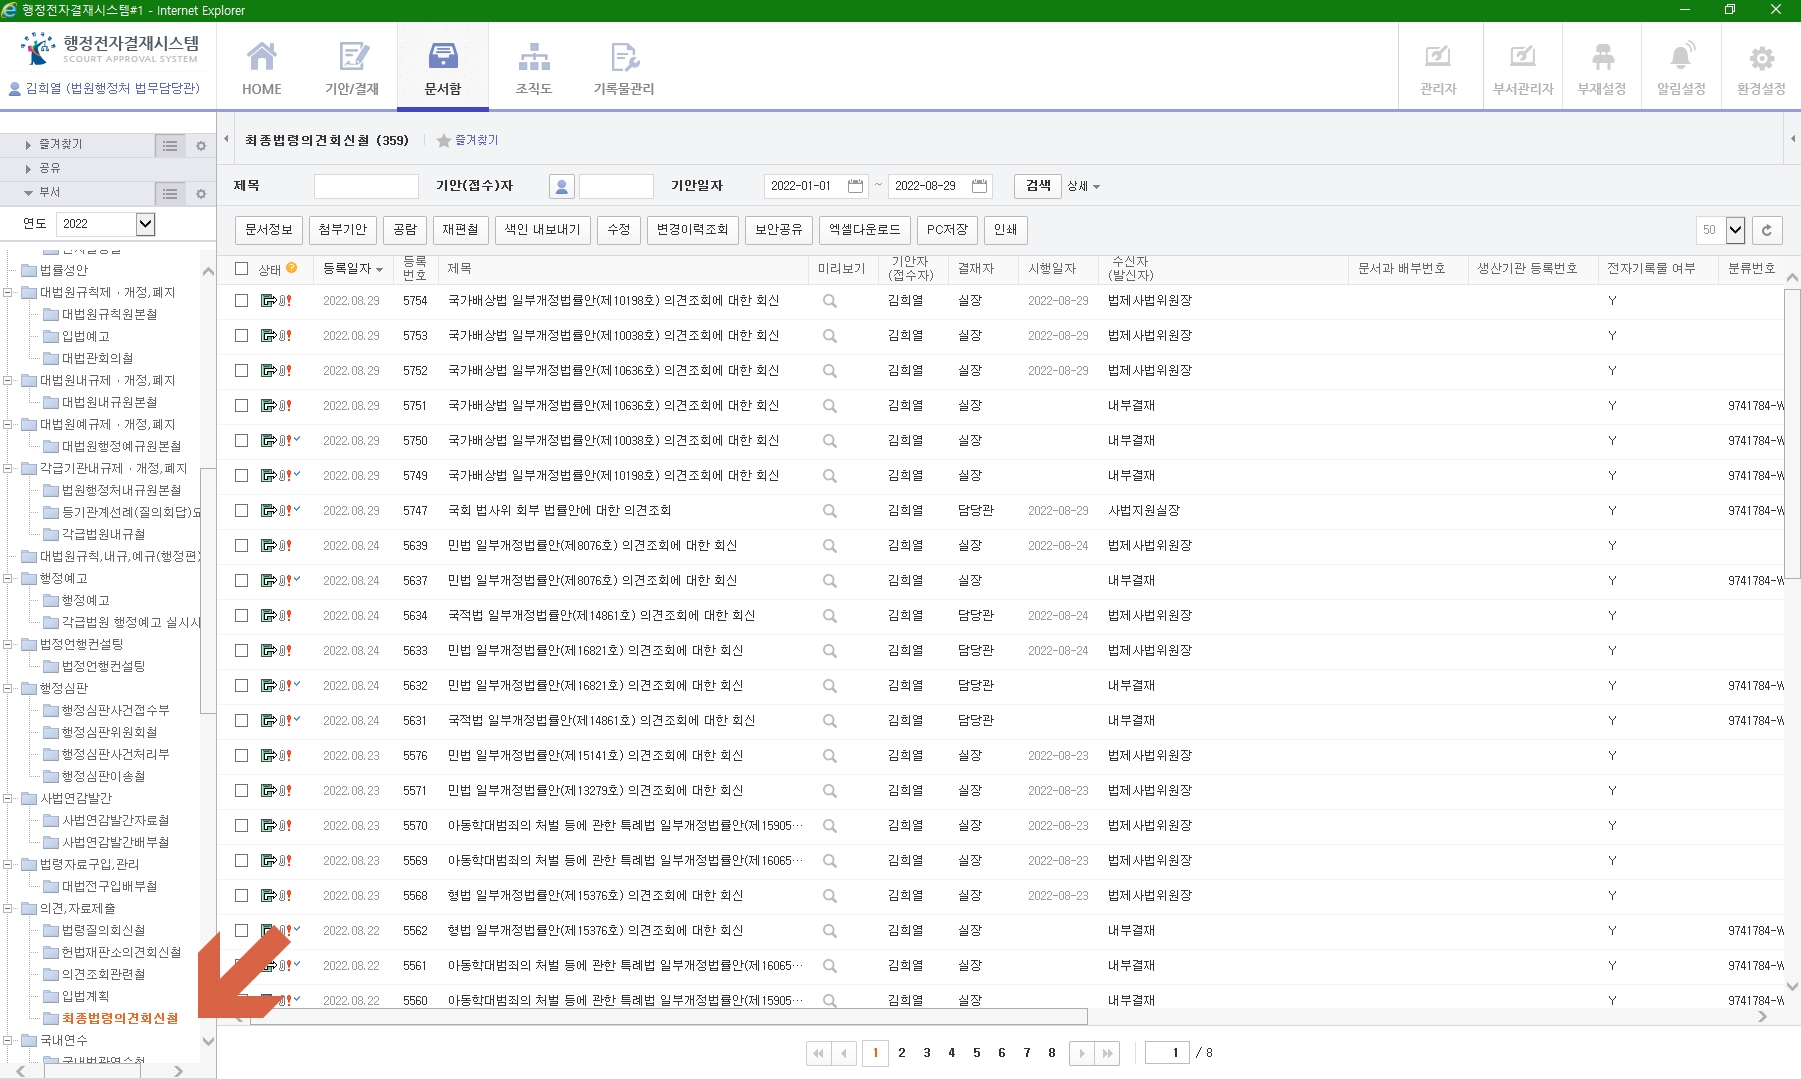 행정전자결재시스템#1 - Internet Explorer
행정전자결재시스템
SCOURT APPROVAL SYSTEM
김희열 (법원행정처 법무담당관)
HOME 기안/결재 문서함 조직도 기록물관리
관리자 부서관리자 부재설정 알림설정 환경설정
즐겨찾기
공유
부서
연도 2022
법률성안
대법원규칙제ㆍ개정,폐지
대법원규칙원본철
입법예고
대법관회의철
대법원내규제ㆍ개정,폐지
대법원내규원본철
대법원예규제ㆍ개정,폐지
대법원행정예규원본철
각급기관내규제ㆍ개정,폐지
법원행정처내규원본철
등기관계선례(질의회답)요
각급법원내규철
대법원규칙,내규,예규(행정편)
행정예고
행정예고
각급법원 행정예고 실시사
법정언행컨설팅
법정언행컨설팅
행정심판
행정심판사건접수부
행정심판위원회철
행정심판사건처리부
행정심판이송철
사법연감발간
사법연감발간자료철
사법연감발간배부철
법령자료구입,관리
대법전구입배부철
의견,자료제출
법령질의회신철
헌법재판소의견회신철
의견조회관련철
입법계획
최종법령의견회신철
국내연수
국내법관연수철
최종법령의견회신철 (359) 즐겨찾기
제목 기안(접수)자 기안일자 2022-01-01 ~ 2022-08-29 검색 상세
문서정보 첨부기안 공람 재편철 색인 내보내기 수정 변경이력조회 보안공유 엑셀다운로드 PC저장 인쇄 50
상태 등록일자 등록번호 제목 미리보기 기안자(접수자) 결재자 시행일자 수신자(발신자) 문서과 배부번호 생산기관 등록번호 전자기록물 여부 분류번호
2022.08.29 5754 국가배상법 일부개정법률안(제10198호) 의견조회에 대한 회신 김희열 실장 2022-08-29 법제사법위원장 Y
2022.08.29 5753 국가배상법 일부개정법률안(제10038호) 의견조회에 대한 회신 김희열 실장 2022-08-29 법제사법위원장 Y
2022.08.29 5752 국가배상법 일부개정법률안(제10636호) 의견조회에 대한 회신 김희열 실장 2022-08-29 법제사법위원장 Y
2022.08.29 5751 국가배상법 일부개정법률안(제10636호) 의견조회에 대한 회신 김희열 실장 내부결재 Y 9741784-W
2022.08.29 5750 국가배상법 일부개정법률안(제10038호) 의견조회에 대한 회신 김희열 실장 내부결재 Y 9741784-W
2022.08.29 5749 국가배상법 일부개정법률안(제10198호) 의견조회에 대한 회신 김희열 실장 내부결재 Y 9741784-W
2022.08.29 5747 국회 법사위 회부 법률안에 대한 의견조회 김희열 담당관 2022-08-29 사법지원실장 Y 9741784-W
2022.08.24 5639 민법 일부개정법률안(제8076호) 의견조회에 대한 회신 김희열 실장 2022-08-24 법제사법위원장 Y
2022.08.24 5637 민법 일부개정법률안(제8076호) 의견조회에 대한 회신 김희열 실장 내부결재 Y 9741784-W
2022.08.24 5634 국적법 일부개정법률안(제14861호) 의견조회에 대한 회신 김희열 담당관 2022-08-24 법제사법위원장 Y
2022.08.24 5633 민법 일부개정법률안(제16821호) 의견조회에 대한 회신 김희열 담당관 2022-08-24 법제사법위원장 Y
2022.08.24 5632 민법 일부개정법률안(제16821호) 의견조회에 대한 회신 김희열 담당관 내부결재 Y 9741784-W
2022.08.24 5631 국적법 일부개정법률안(제14861호) 의견조회에 대한 회신 김희열 담당관 내부결재 Y 9741784-W
2022.08.23 5576 민법 일부개정법률안(제15141호) 의견조회에 대한 회신 김희열 실장 2022-08-23 법제사법위원장 Y
2022.08.23 5571 민법 일부개정법률안(제13279호) 의견조회에 대한 회신 김희열 실장 2022-08-23 법제사법위원장 Y
2022.08.23 5570 아동학대범죄의 처벌 등에 관한 특례법 일부개정법률안(제15905… 김희열 실장 2022-08-23 법제사법위원장 Y
2022.08.23 5569 아동학대범죄의 처벌 등에 관한 특례법 일부개정법률안(제16065… 김희열 실장 2022-08-23 법제사법위원장 Y
2022.08.23 5568 형법 일부개정법률안(제15376호) 의견조회에 대한 회신 김희열 실장 2022-08-23 법제사법위원장 Y
2022.08.22 5562 형법 일부개정법률안(제15376호) 의견조회에 대한 회신 김희열 실장 내부결재 Y 9741784-W
2022.08.22 5561 아동학대범죄의 처벌 등에 관한 특례법 일부개정법률안(제16065… 김희열 실장 내부결재 Y 9741784-W
2022.08.22 5560 아동학대범죄의 처벌 등에 관한 특례법 일부개정법률안(제15905… 김희열 실장 내부결재 Y 9741784-W
1 2 3 4 5 6 7 8 1 / 8